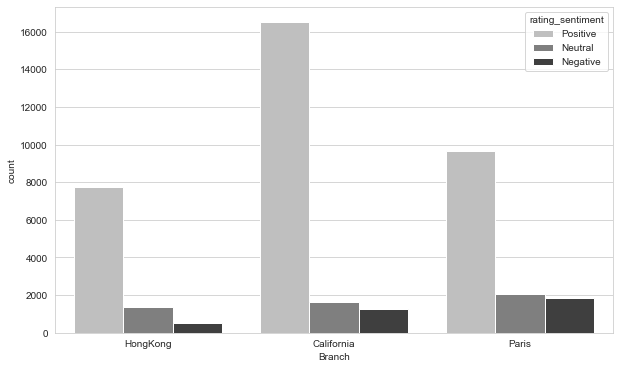 rating_sentiment
Positive
Neutral
Negative
16000
14000
12000
10000
8000
6000
4000
2000
0
count
HongKong California Paris
Branch